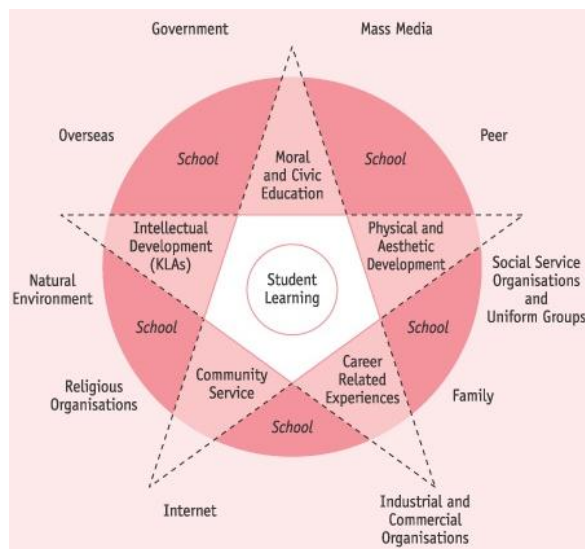 Government
Mass Media
Overseas
Peer
School
School
Moral
and Civic
Education
Intellectual
Development
(KLAs)
Physical and
Aesthetic
Development
Student
Learning
Natural
Environment
Social Service
Organisations
and
Uniform Groups
School
School
Community
Service
Career
Related
Experiences
Religious
Organisations
Family
School
Internet
Industrial and
Commercial
Organisations